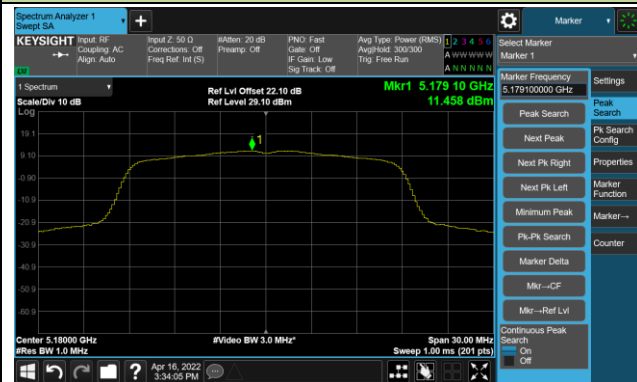 Spectrum Analyzer 1
Swept SA
+
Marker
KEYSIGHT
Input: RF
Coupling: AC
Align: Auto
Input Z: 50 Ω
Corrections: Off
Freq Ref: Int (S)
#Atten: 20 dB
Preamp: Off
PNO: Fast
Gate: Off
IF Gain: Low
Sig Track: Off
Avg Type: Power (RMS)
Avg|Hold: 300/300
Trig: Free Run
1 2 3 4 5 6
A W W W W W
A N N N N N
Select Marker
Marker 1
1 Spectrum
Scale/Div 10 dB
Ref Lvl Offset 22.10 dB
Ref Level 29.10 dBm
Mkr1 5.179 10 GHz
11.458 dBm
Log
19.1
9.10
-0.90
-10.9
-20.9
-30.9
-40.9
-50.9
-60.9
1
Center 5.18000 GHz
#Res BW 1.0 MHz
#Video BW 3.0 MHz*
Span 30.00 MHz
Sweep 1.00 ms (201 pts)
Marker Frequency
5.179100000 GHz
Peak Search
Next Peak
Next Pk Right
Next Pk Left
Minimum Peak
Pk-Pk Search
Marker Delta
Mkr→CF
Mkr→Ref Lvl
Continuous Peak
Search
On
Off
Settings
Peak
Search
Pk Search
Config
Properties
Marker
Function
Marker→
Counter
?
Apr 16, 2022
3:34:05 PM